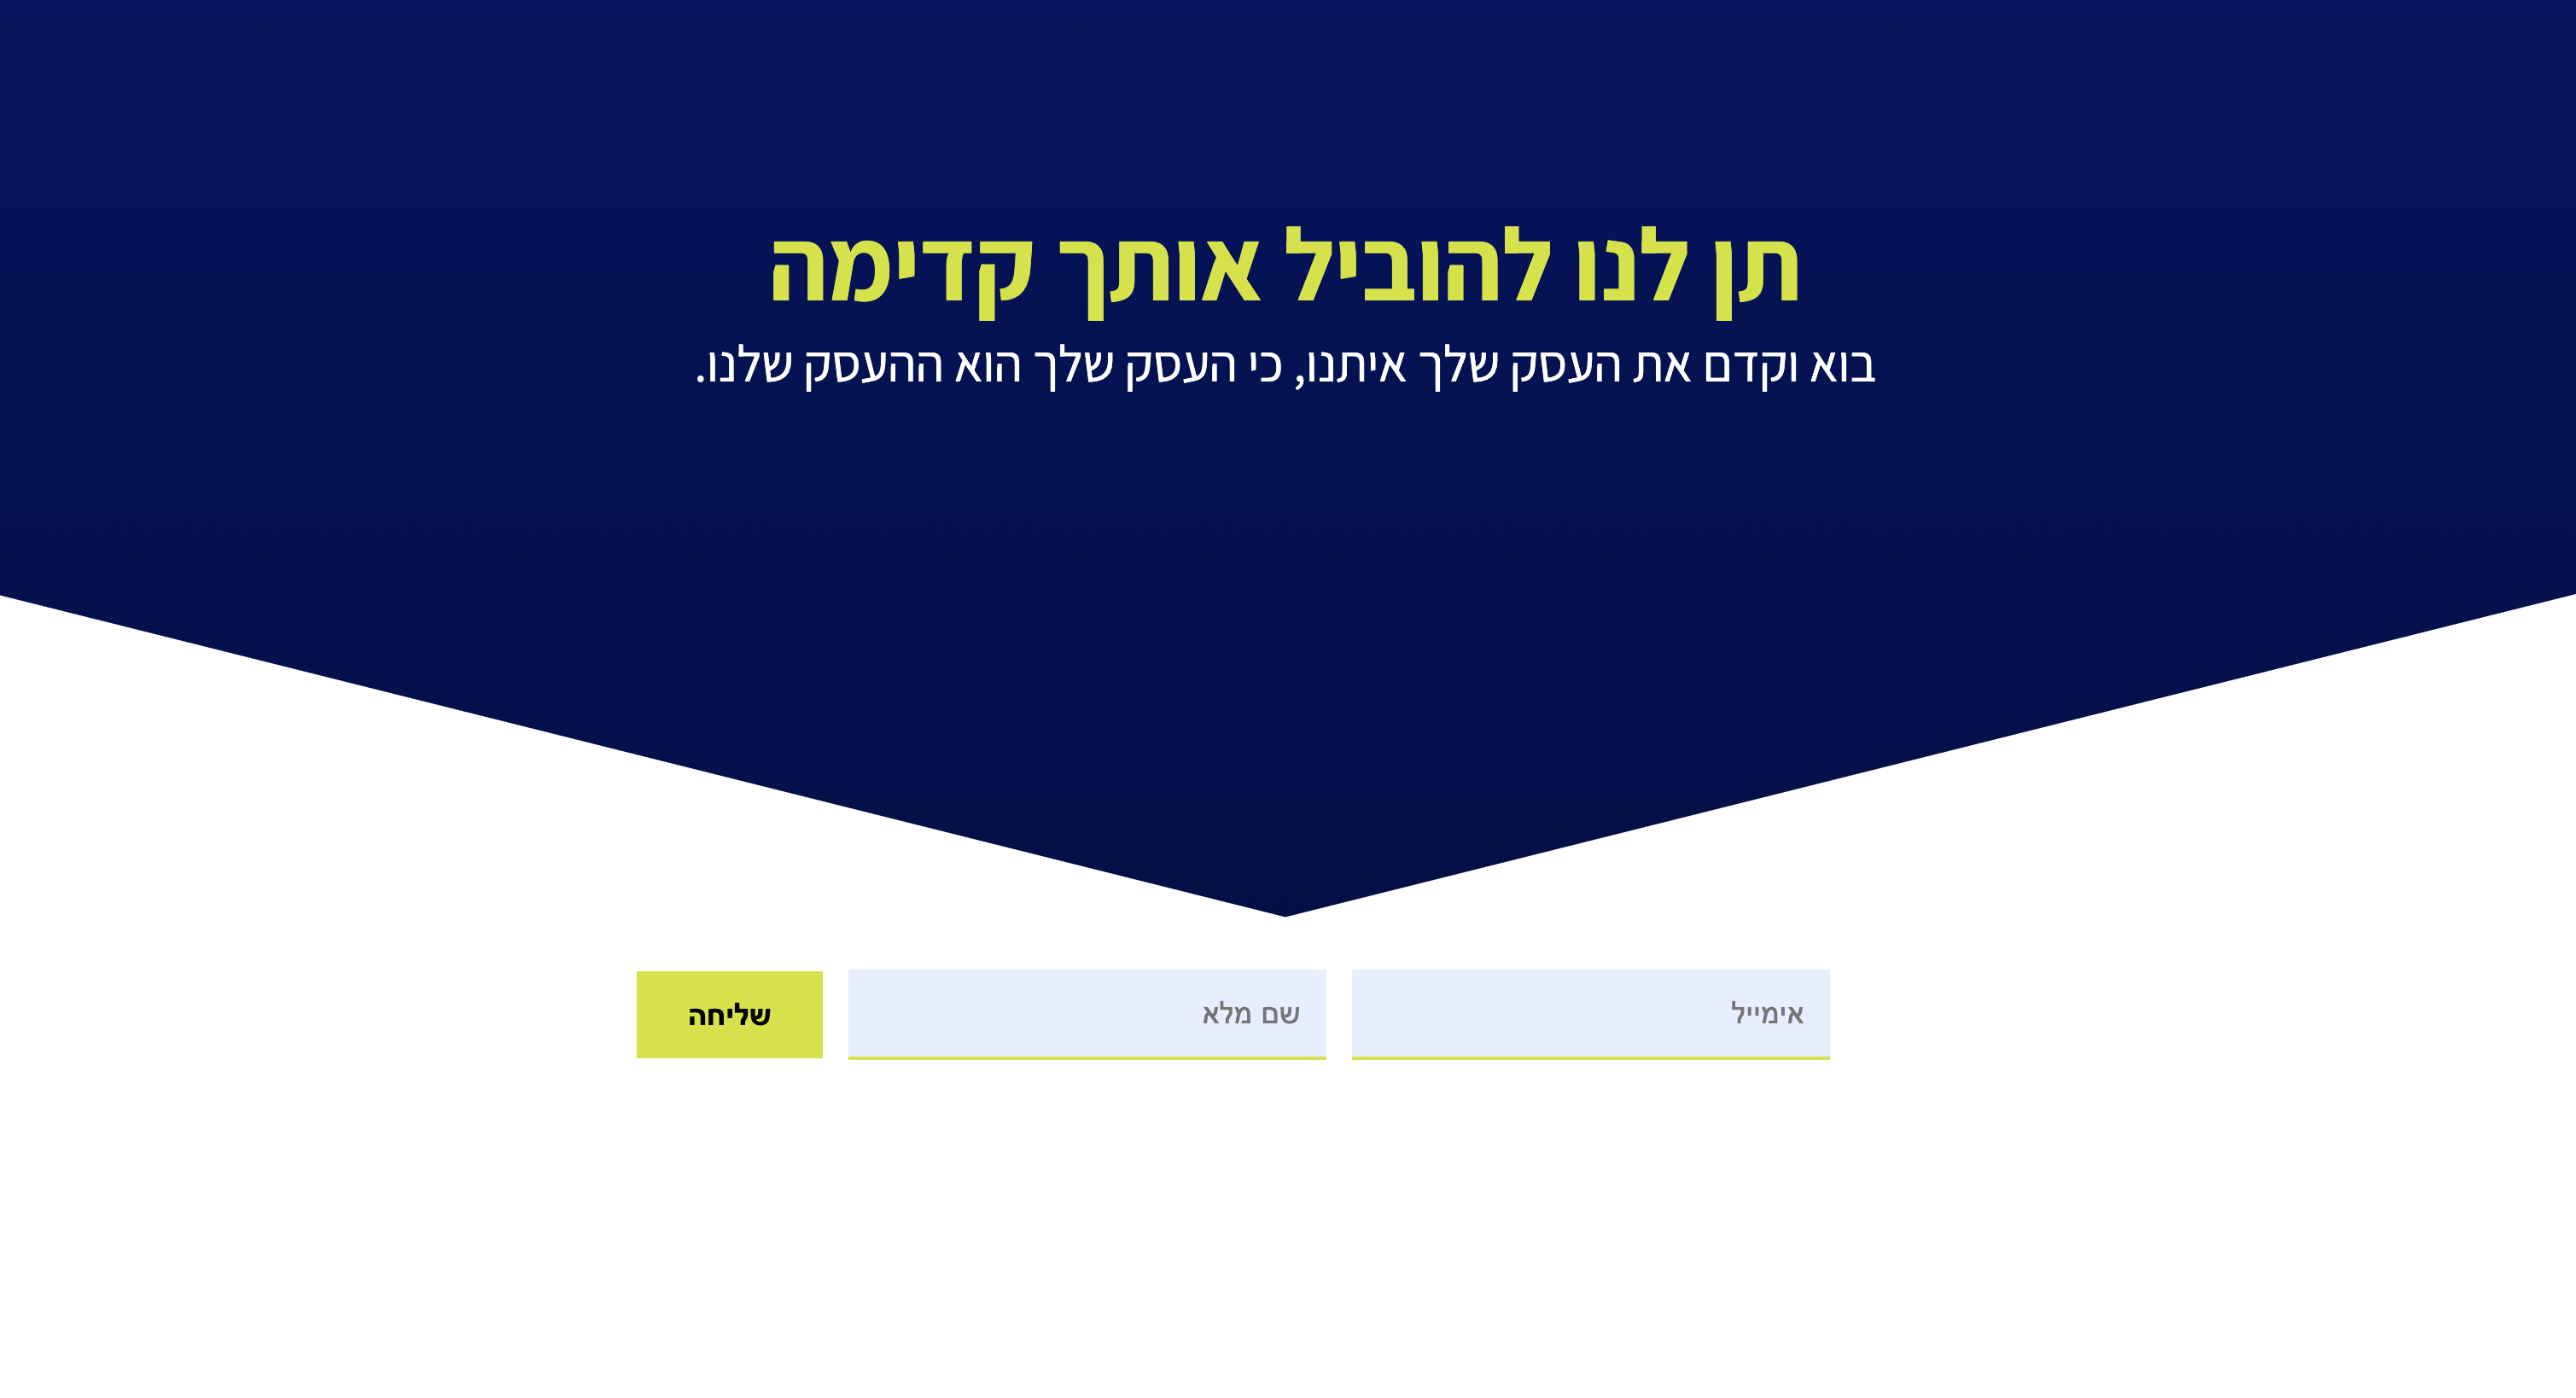 תן לנו להוביל אותך קדימה
בוא וקדם את העסק שלך איתנו, כי העסק שלך הוא ההעסק שלנו.
אימייל
שם מלא
שליחה